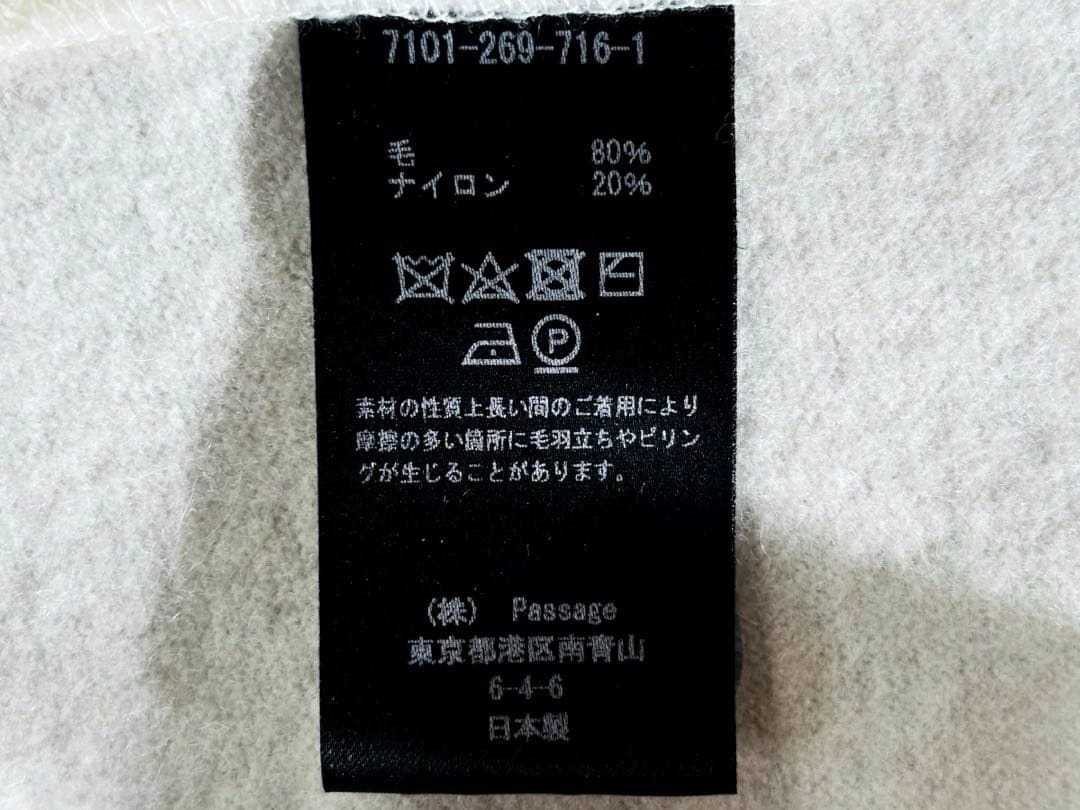 7101-269-716-1
毛 80%
ナイロン 20%
P
素材の性質上長い間のご着用により
摩擦の多い箇所に毛羽立ちやピリン
グが生じることがあります。
(株) Passage
東京都港区南青山
6-4-6
日本製